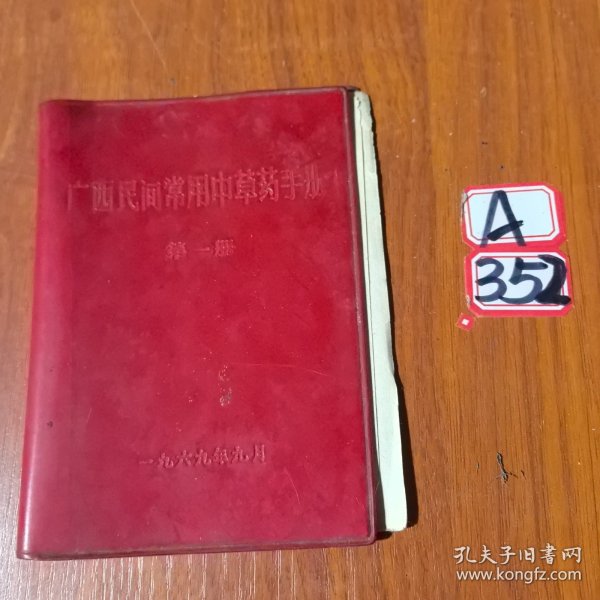 广西民间常用中草药手册
第一册
一九六九年九月
A
352
孔夫子旧书网
www.kongfz.com